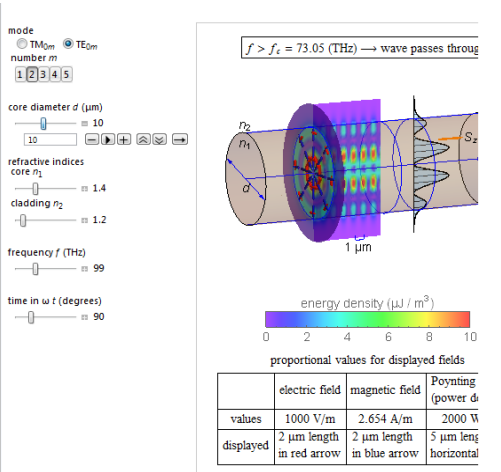 mode
TM0m TE0m
number m
1 2 3 4 5
core diameter d (µm)
10
10
refractive indices
core n1
1.4
cladding n2
1.2
frequency f (THz)
99
time in ω t (degrees)
90
f > fc = 73.05 (THz) ⟶ wave passes throug
n2
n1
d
Sz
1 µm
energy density (µJ / m³)
0 2 4 6 8 10
proportional values for displayed fields
electric field magnetic field Poynting
(power de
values 1000 V/m 2.654 A/m 2000 W
displayed 2 µm length 2 µm length 5 µm leng
in red arrow in blue arrow horizontal